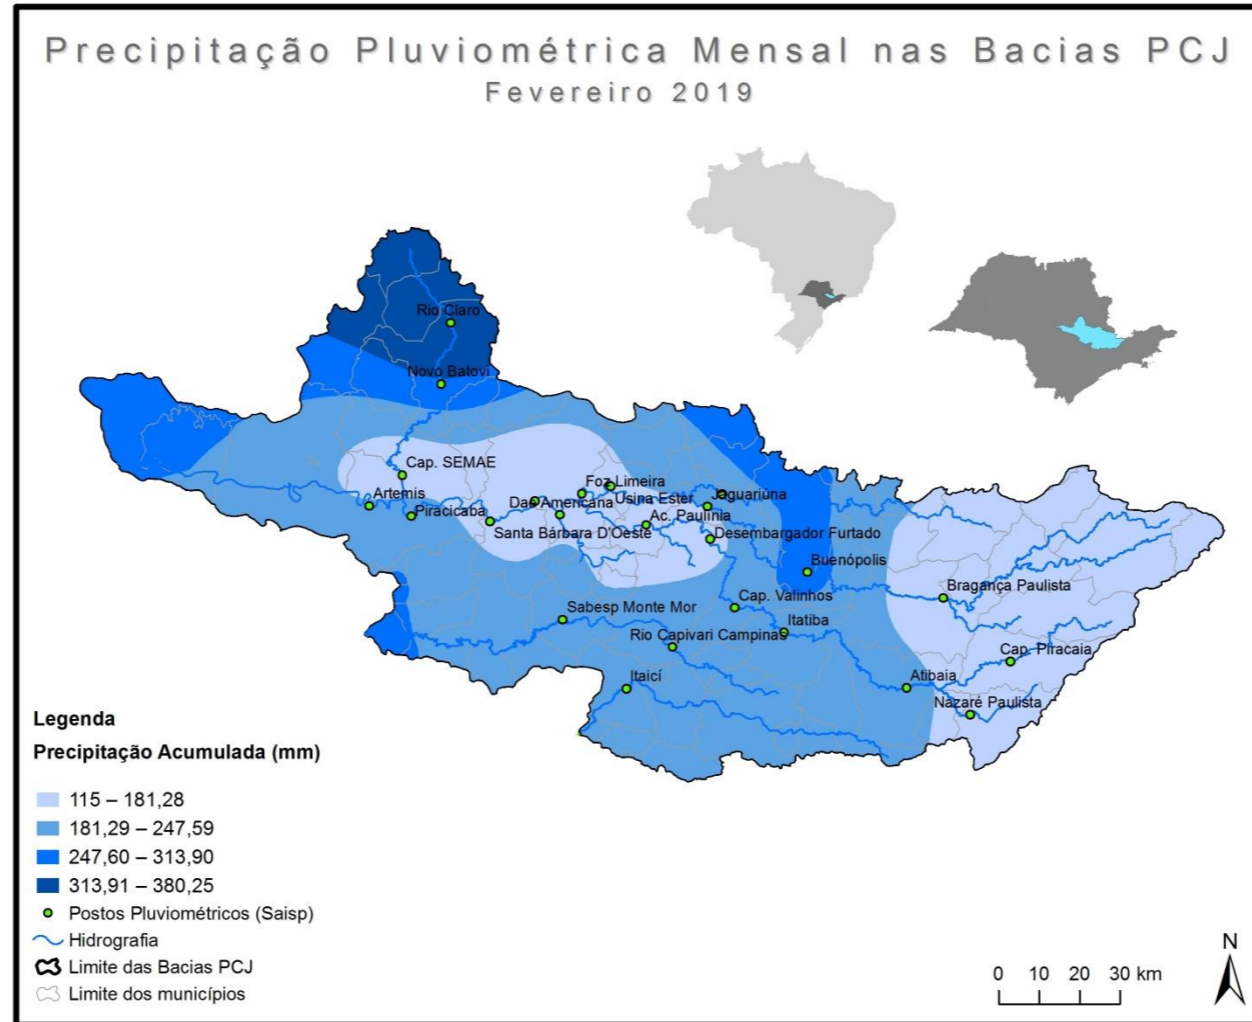 Precipitação Pluviométrica Mensal nas Bacias PCJ
Fevereiro 2019
Rio Claro
Novo Batovi
Cap. SEMAE
Artemis
Piracicaba
Foz Limeira
Dae Americana
Usina Ester
Jaguariúna
Ac. Paulínia
Santa Bárbara D'Oeste
Desembargador Furtado
Buenópolis
Bragança Paulista
Cap. Valinhos
Sabesp Monte Mor
Itatiba
Rio Capivari Campinas
Cap. Piracaia
Itaicí
Atibaia
Nazaré Paulista
Legenda
Precipitação Acumulada (mm)
115 – 181,28
181,29 – 247,59
247,60 – 313,90
313,91 – 380,25
Postos Pluviométricos (Saisp)
Hidrografia
Limite das Bacias PCJ
Limite dos municípios
N
0 10 20 30 km